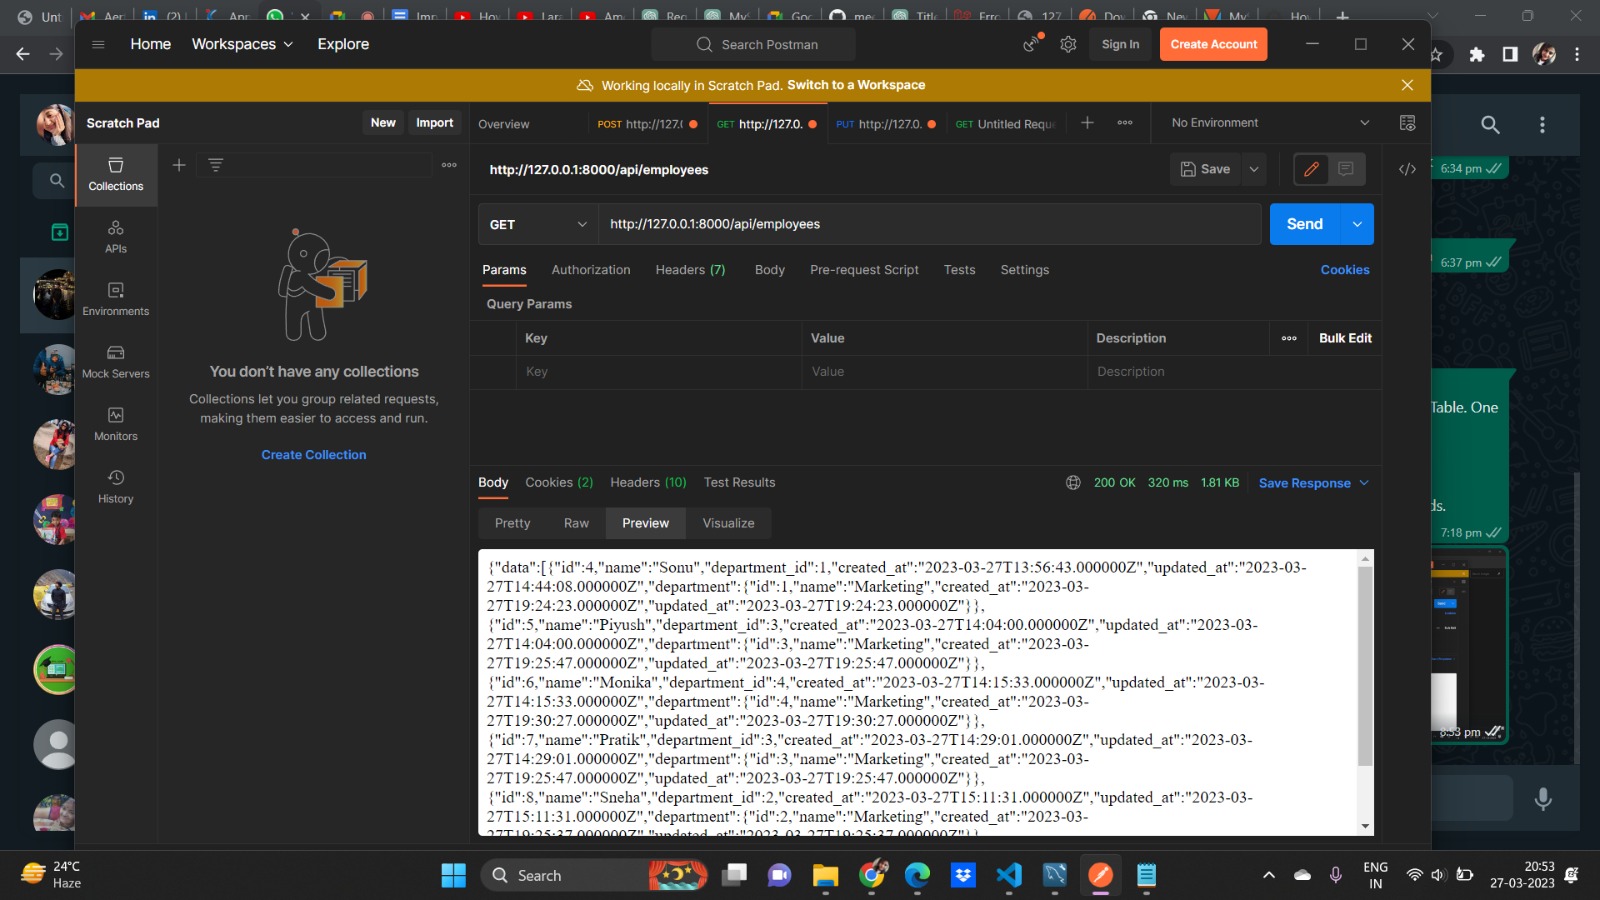 Unt
Home
Workspaces
Explore
Search Postman
Sign In
Create Account
Working locally in Scratch Pad. Switch to a Workspace
Scratch Pad
New
Import
Overview
POST http://127.(
GET http://127.0.
PUT http://127.0.
GET Untitled Reque
No Environment
Collections
APIs
Environments
Mock Servers
Monitors
History
You don't have any collections
Collections let you group related requests,
making them easier to access and run.
Create Collection
http://127.0.0.1:8000/api/employees
Save
GET
http://127.0.0.1:8000/api/employees
Send
Params
Authorization
Headers (7)
Body
Pre-request Script
Tests
Settings
Cookies
Query Params
Key
Value
Description
Bulk Edit
Key
Value
Description
Body
Cookies (2)
Headers (10)
Test Results
200 OK
320 ms
1.81 KB
Save Response
Pretty
Raw
Preview
Visualize
{"data":[{"id":4,"name":"Sonu","department_id":1,"created_at":"2023-03-27T13:56:43.000000Z","updated_at":"2023-03-
27T14:44:08.000000Z","department":{"id":1,"name":"Marketing","created_at":"2023-03-
27T19:24:23.000000Z","updated_at":"2023-03-27T19:24:23.000000Z"}},
{"id":5,"name":"Piyush","department_id":3,"created_at":"2023-03-27T14:04:00.000000Z","updated_at":"2023-03-
27T14:04:00.000000Z","department":{"id":3,"name":"Marketing","created_at":"2023-03-
27T19:25:47.000000Z","updated_at":"2023-03-27T19:25:47.000000Z"}},
{"id":6,"name":"Monika","department_id":4,"created_at":"2023-03-27T14:15:33.000000Z","updated_at":"2023-03-
27T14:15:33.000000Z","department":{"id":4,"name":"Marketing","created_at":"2023-03-
27T19:30:27.000000Z","updated_at":"2023-03-27T19:30:27.000000Z"}},
{"id":7,"name":"Pratik","department_id":3,"created_at":"2023-03-27T14:29:01.000000Z","updated_at":"2023-03-
27T14:29:01.000000Z","department":{"id":3,"name":"Marketing","created_at":"2023-03-
27T19:25:47.000000Z","updated_at":"2023-03-27T19:25:47.000000Z"}},
{"id":8,"name":"Sneha","department_id":2,"created_at":"2023-03-27T15:11:31.000000Z","updated_at":"2023-03-
27T15:11:31.000000Z","department":{"id":2,"name":"Marketing","created_at":"2023-03-
27T19:25:37.000000Z","updated_at":"2023-03-27T19:25:37.000000Z"}},
6:34 pm
6:37 pm
Table. One
ds.
7:18 pm
8:53 pm
24°C
Haze
Search
ENG
IN
20:53
27-03-2023